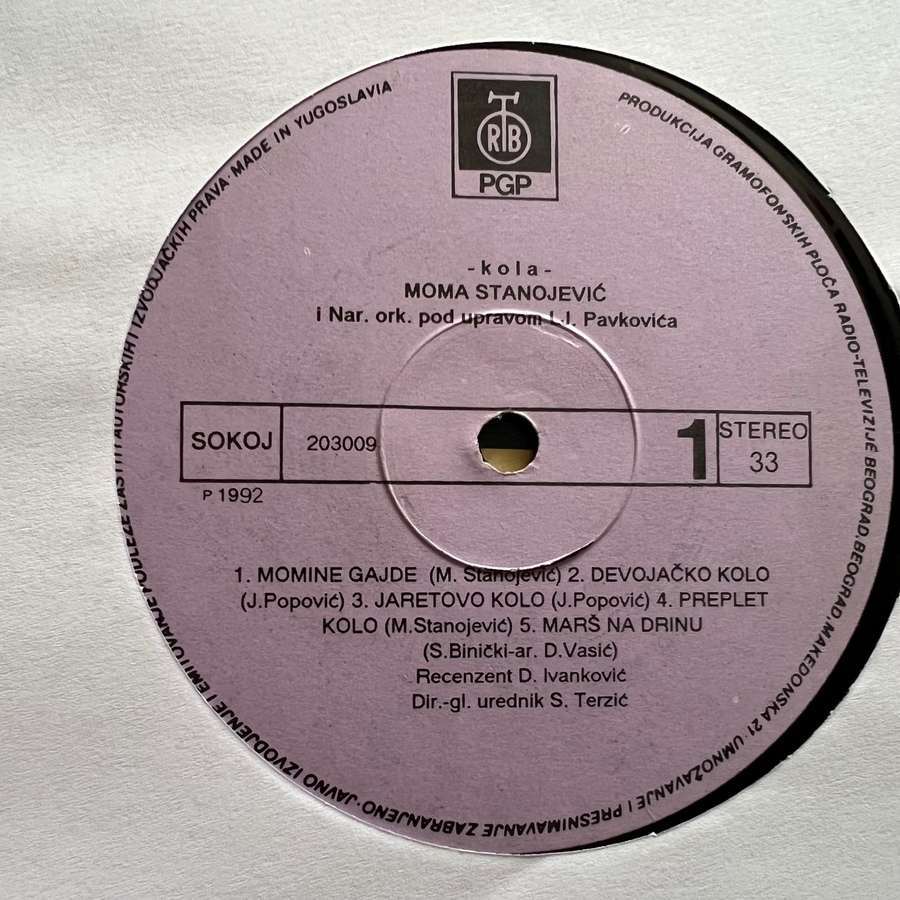 RTB
PGP
- kola -
MOMA STANOJEVIĆ
i Nar. ork. pod upravom LJ. Pavkovića
SOKOJ 203009 1 STEREO 33
P 1992
1. MOMINE GAJDE (M. Stanojević) 2. DEVOJAČKO KOLO
(J.Popović) 3. JARETOVO KOLO (J.Popović) 4. PREPLET
KOLO (M.Stanojević) 5. MARŠ NA DRINU
(S.Binički-ar. D.Vasić)
Recenzent D. Ivanković
Dir.-gl. urednik S. Terzić
PRODUKCIJA GRAMOFONSKIH PLOČA RADIO-TELEVIZIJE BEOGRAD, BEOGRAD, MAKEDONSKA 21 · UMNOŽAVANJE I PRESNIMAVANJE ZABRANJENO · JAVNO IZVODJENJE I EMITOVANJE PODLEŽE ZAŠTITI AUTORSKIH I IZVODJAČKIH PRAVA · MADE IN YUGOSLAVIA